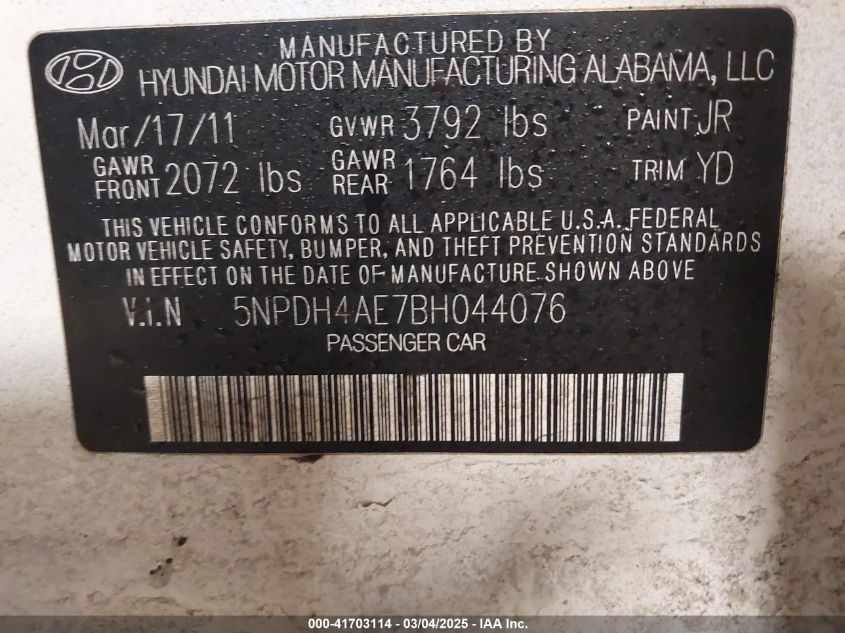 MANUFACTURED BY
HYUNDAI MOTOR MANUFACTURING ALABAMA, LLC
Mar/17/11 GVWR 3792 lbs PAINT JR
GAWR FRONT 2072 lbs GAWR REAR 1764 lbs TRIM YD
THIS VEHICLE CONFORMS TO ALL APPLICABLE U.S.A. FEDERAL
MOTOR VEHICLE SAFETY, BUMPER, AND THEFT PREVENTION STANDARDS
IN EFFECT ON THE DATE OF MANUFACTURE SHOWN ABOVE
V.I.N 5NPDH4AE7BH044076
PASSENGER CAR
000-41703114 - 03/04/2025 - IAA Inc.